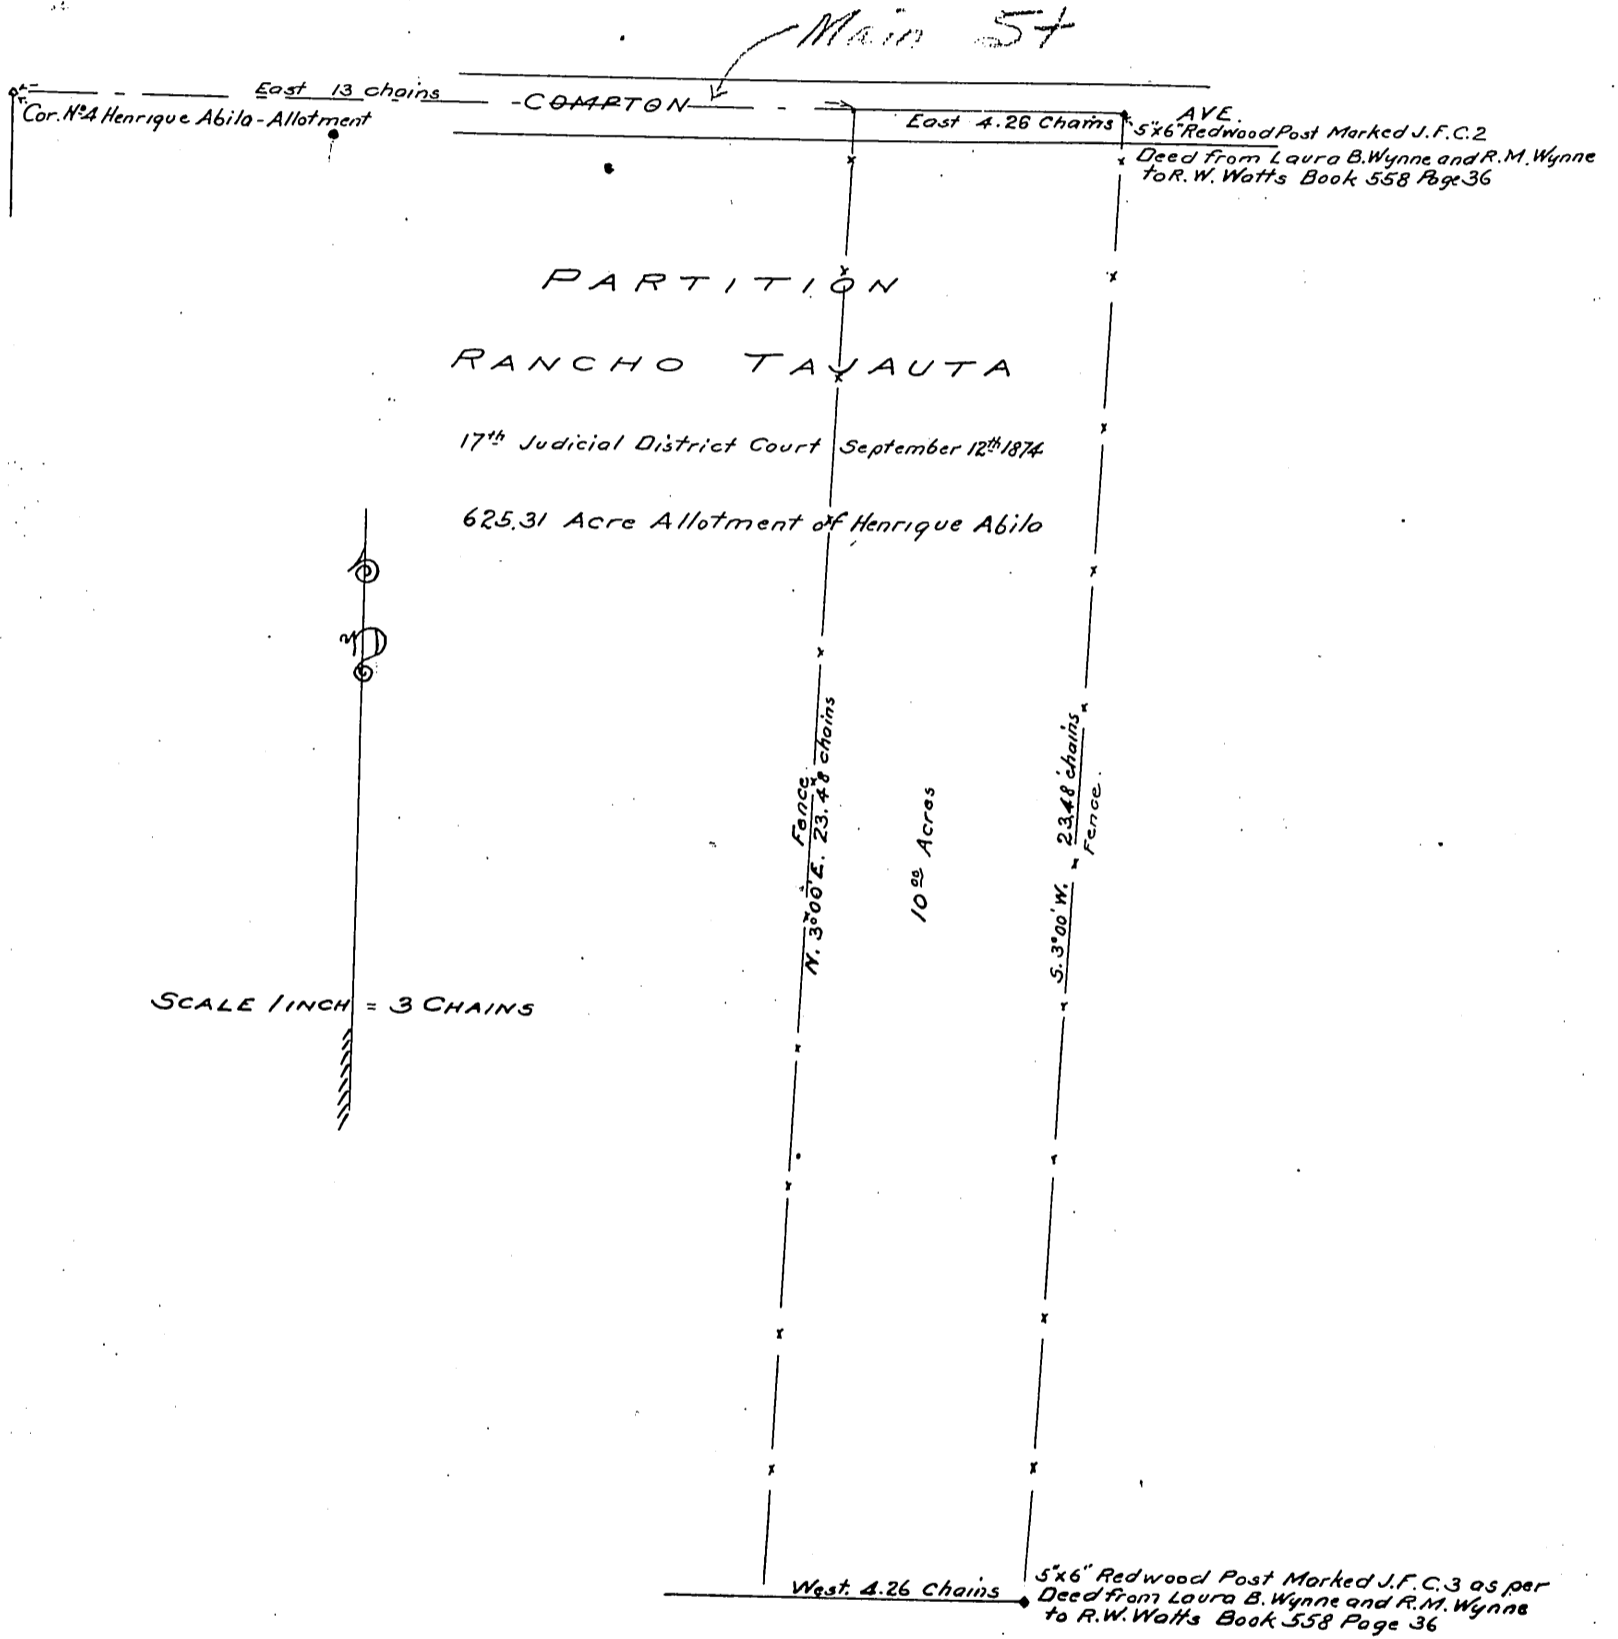 Main St
East 13 chains
COMPTON
AVE.
Cor. Nº4 Henrique Abila-Allotment
East 4.26 Chains
5"x6" Redwood Post Marked J.F.C.2
Deed from Laura B. Wynne and R.M. Wynne
to R.W. Watts Book 558 Page 36
PARTITION
RANCHO TAJAUTA
17th Judicial District Court September 12th 1874
625.31 Acre Allotment of Henrique Abila
Fence
N. 3°00'E. 23.48 chains
10 00 Acres
S. 3°00'W. 23.48 chains
Fence.
SCALE 1 INCH = 3 CHAINS
West. 4.26 Chains
5"x6" Redwood Post Marked J.F.C.3 as per
Deed from Laura B. Wynne and R.M. Wynne
to R.W. Watts Book 558 Page 36